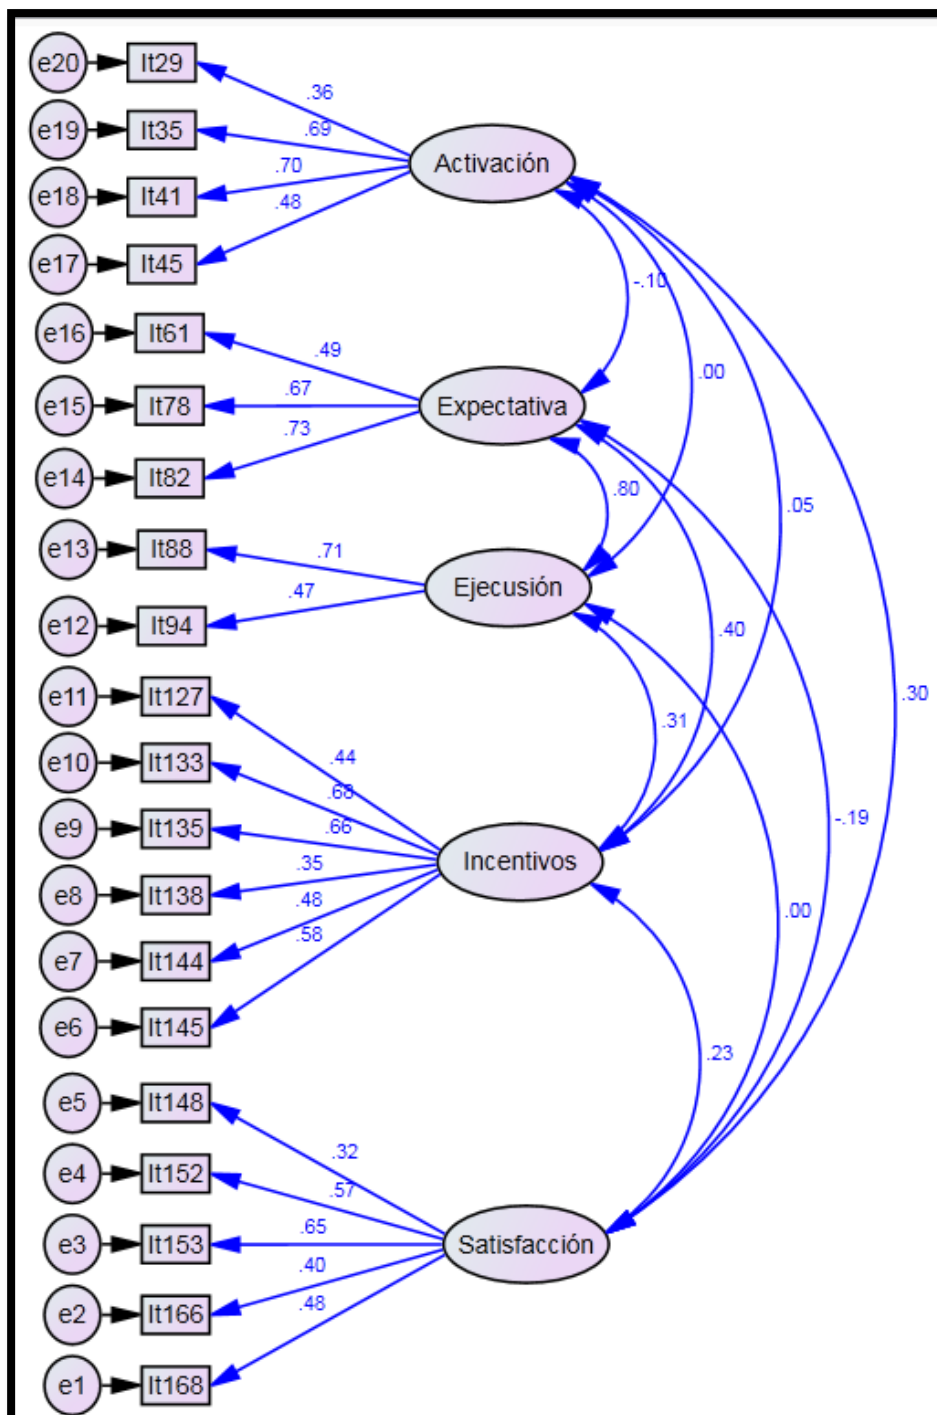 e20 It29
.36
e19 It35
.69
Activación
e18 It41
.70
e17 It45
.48
-.10
e16 It61
.49
.00
e15 It78
.67
Expectativa
e14 It82
.73
.80
.05
e13 It88
.71
Ejecusión
e12 It94
.47
.40
e11 It127
.44
.31
.30
e10 It133
.68
e9 It135
.66
Incentivos
-.19
e8 It138
.35
e7 It144
.48
.00
e6 It145
.58
.23
e5 It148
.32
e4 It152
.57
e3 It153
.65
Satisfacción
e2 It166
.40
e1 It168
.48